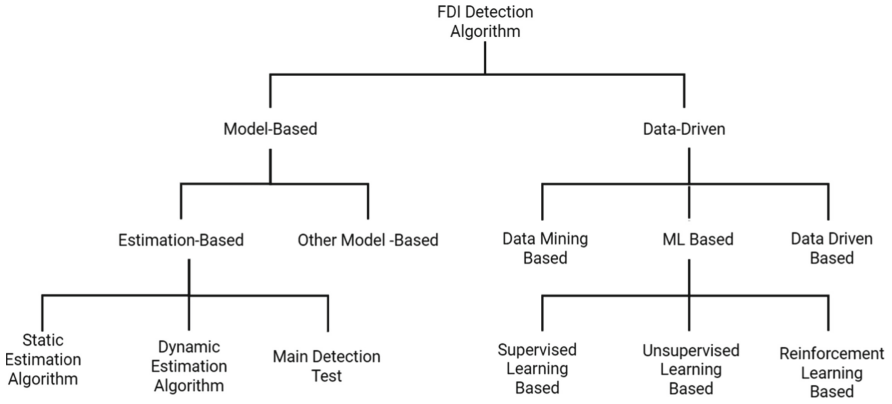 FDI Detection
Algorithm
Model-Based
Data-Driven
Estimation-Based
Other Model -Based
Data Mining
Based
ML Based
Data Driven
Based
Static
Estimation
Algorithm
Dynamic
Estimation
Algorithm
Main Detection
Test
Supervised
Learning
Based
Unsupervised
Learning
Based
Reinforcement
Learning
Based